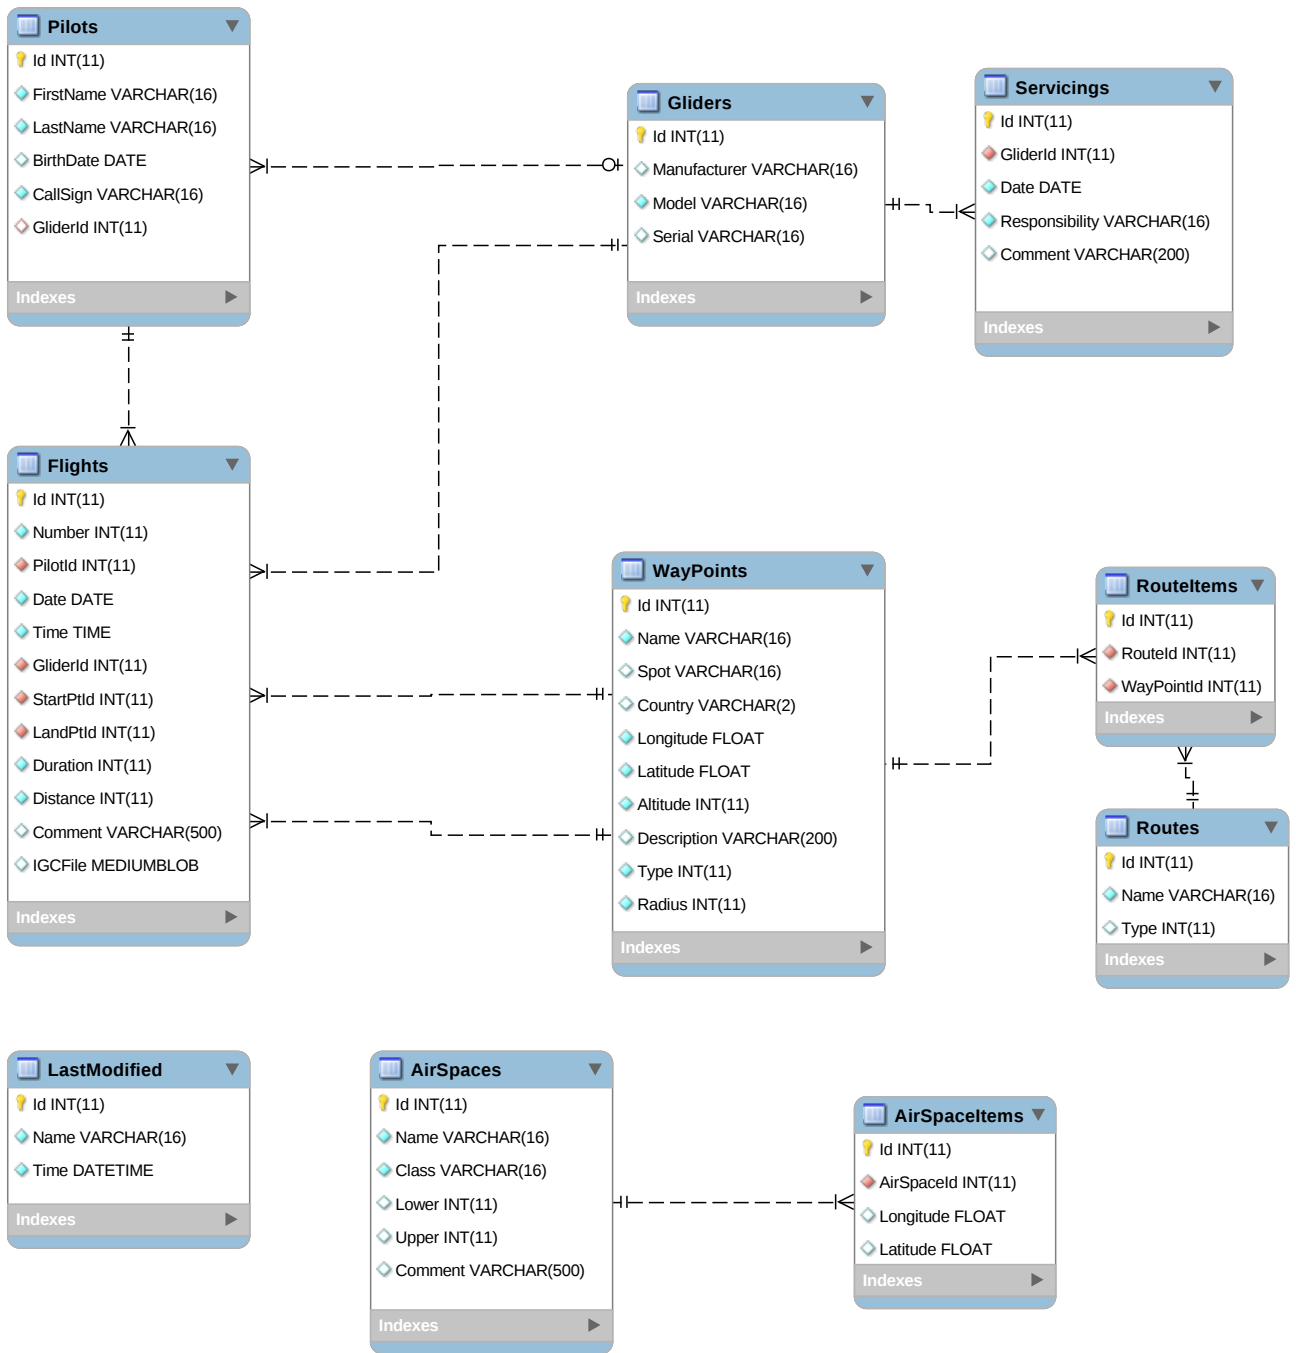 Pilots
Id INT(11)
FirstName VARCHAR(16)
LastName VARCHAR(16)
BirthDate DATE
CallSign VARCHAR(16)
GliderId INT(11)
Indexes
Gliders
Id INT(11)
Manufacturer VARCHAR(16)
Model VARCHAR(16)
Serial VARCHAR(16)
Indexes
Servicings
Id INT(11)
GliderId INT(11)
Date DATE
Responsibility VARCHAR(16)
Comment VARCHAR(200)
Indexes
Flights
Id INT(11)
Number INT(11)
PilotId INT(11)
Date DATE
Time TIME
GliderId INT(11)
StartPtId INT(11)
LandPtId INT(11)
Duration INT(11)
Distance INT(11)
Comment VARCHAR(500)
IGCFile MEDIUMBLOB
Indexes
WayPoints
Id INT(11)
Name VARCHAR(16)
Spot VARCHAR(16)
Country VARCHAR(2)
Longitude FLOAT
Latitude FLOAT
Altitude INT(11)
Description VARCHAR(200)
Type INT(11)
Radius INT(11)
Indexes
RouteItems
Id INT(11)
RouteId INT(11)
WayPointId INT(11)
Indexes
Routes
Id INT(11)
Name VARCHAR(16)
Type INT(11)
Indexes
LastModified
Id INT(11)
Name VARCHAR(16)
Time DATETIME
Indexes
AirSpaces
Id INT(11)
Name VARCHAR(16)
Class VARCHAR(16)
Lower INT(11)
Upper INT(11)
Comment VARCHAR(500)
Indexes
AirSpaceItems
Id INT(11)
AirSpaceId INT(11)
Longitude FLOAT
Latitude FLOAT
Indexes